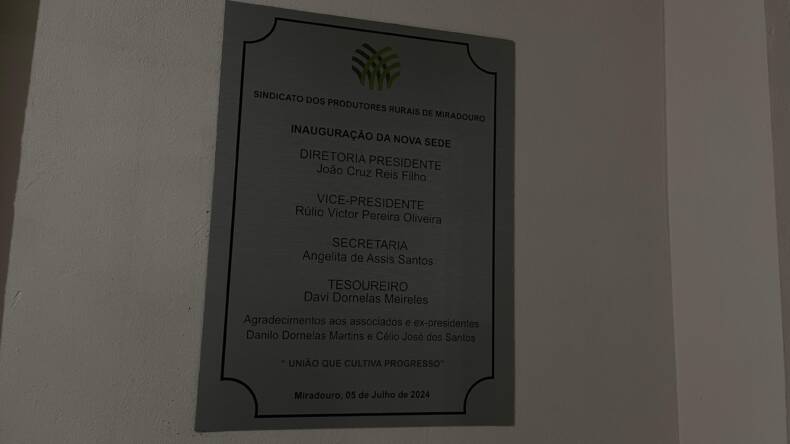 SINDICATO DOS PRODUTORES RURAIS DE MIRADOURO
INAUGURAÇÃO DA NOVA SEDE
DIRETORIA PRESIDENTE
João Cruz Reis Filho
VICE-PRESIDENTE
Rúlio Victor Pereira Oliveira
SECRETARIA
Angelita de Assis Santos
TESOUREIRO
Davi Dornelas Meireles
Agradecimentos aos associados e ex-presidentes
Danilo Dornelas Martins e Célio José dos Santos
" UNIÃO QUE CULTIVA PROGRESSO"
Miradouro, 05 de Julho de 2024